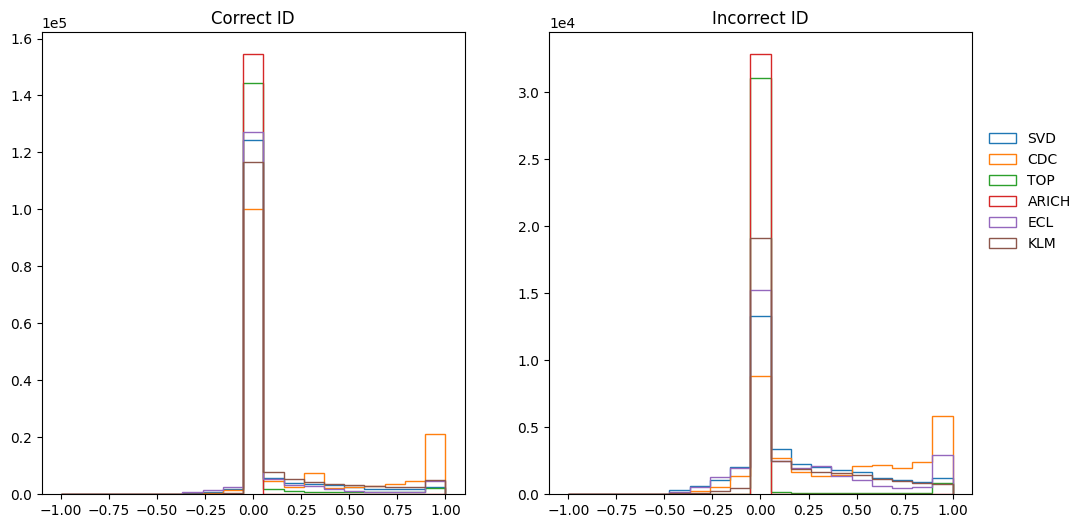 Correct ID
1e5
1.6
1.4
1.2
1.0
0.8
0.6
0.4
0.2
0.0
−1.00 −0.75 −0.50 −0.25 0.00 0.25 0.50 0.75 1.00
Incorrect ID
1e4
3.0
2.5
2.0
1.5
1.0
0.5
0.0
−1.00 −0.75 −0.50 −0.25 0.00 0.25 0.50 0.75 1.00
SVD
CDC
TOP
ARICH
ECL
KLM